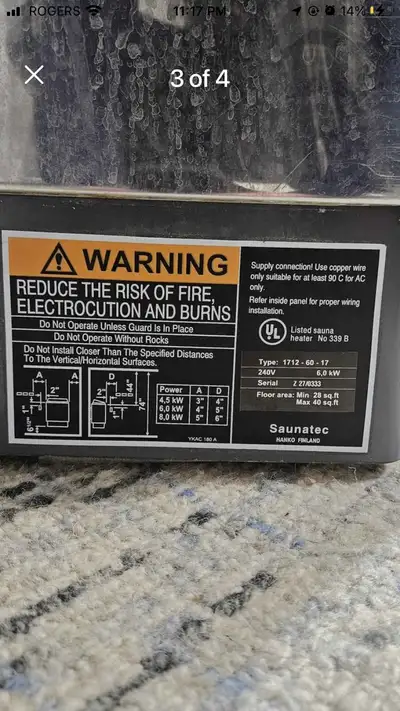 ROGERS 11:17 PM 14%
3 of 4
WARNING
REDUCE THE RISK OF FIRE,
ELECTROCUTION AND BURNS
Do Not Operate Unless Guard Is In Place
Do Not Operate Without Rocks
Do Not Install Closer Than The Specified Distances
To The Vertical/Horizontal Surfaces.
A A
2"
D
2"
44"
74"
Power A D
4,5 kW 3" 4"
6,0 kW 4" 5"
8,0 kW 5" 6"
YKAC 180 A
Supply connection! Use copper wire
only suitable for at least 90 C for AC
only.
Refer inside panel for proper wiring
installation.
UL
Listed sauna
heater No 339 B
Type: 1712 - 60 - 17
240V 6,0 kW
Serial Z 27/0333
Floor area: Min 28 sq.ft
Max 40 sq.ft
Saunatec
HANKO FINLAND